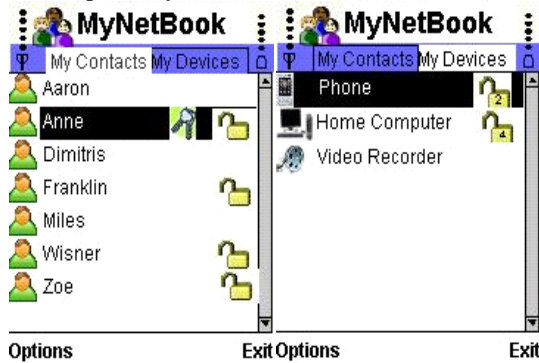 MyNetBook
My Contacts My Devices
Aaron
Anne
Dimitris
Franklin
Miles
Wisner
Zoe
Options Exit
MyNetBook
My Contacts My Devices
Phone 2
Home Computer 4
Video Recorder
Options Exit